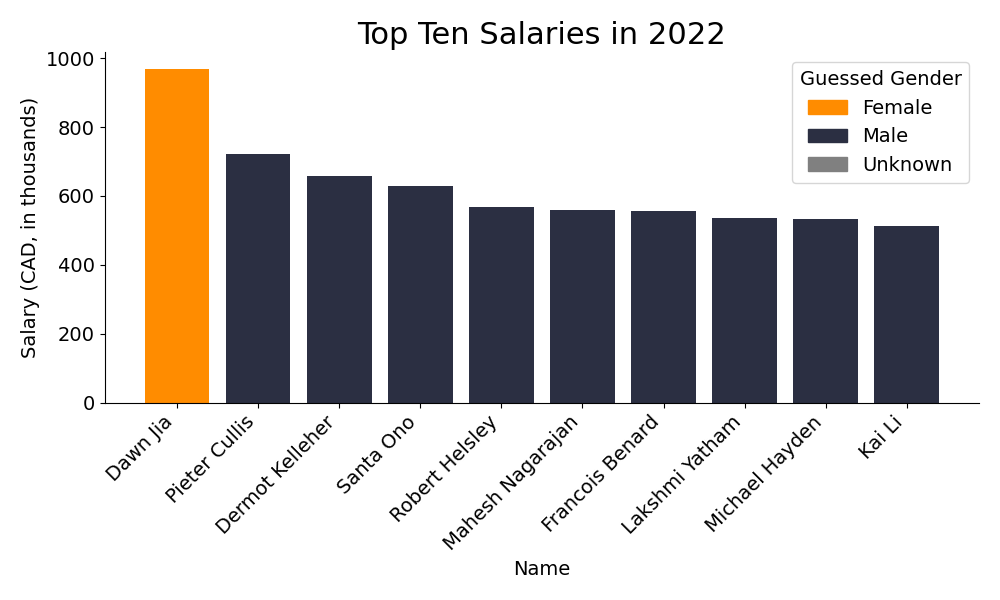 Top Ten Salaries in 2022
Salary (CAD, in thousands)
1000
800
600
400
200
0
Guessed Gender
Female
Male
Unknown
Dawn Jia
Pieter Cullis
Dermot Kelleher
Santa Ono
Robert Helsley
Mahesh Nagarajan
Francois Benard
Lakshmi Yatham
Michael Hayden
Kai Li
Name